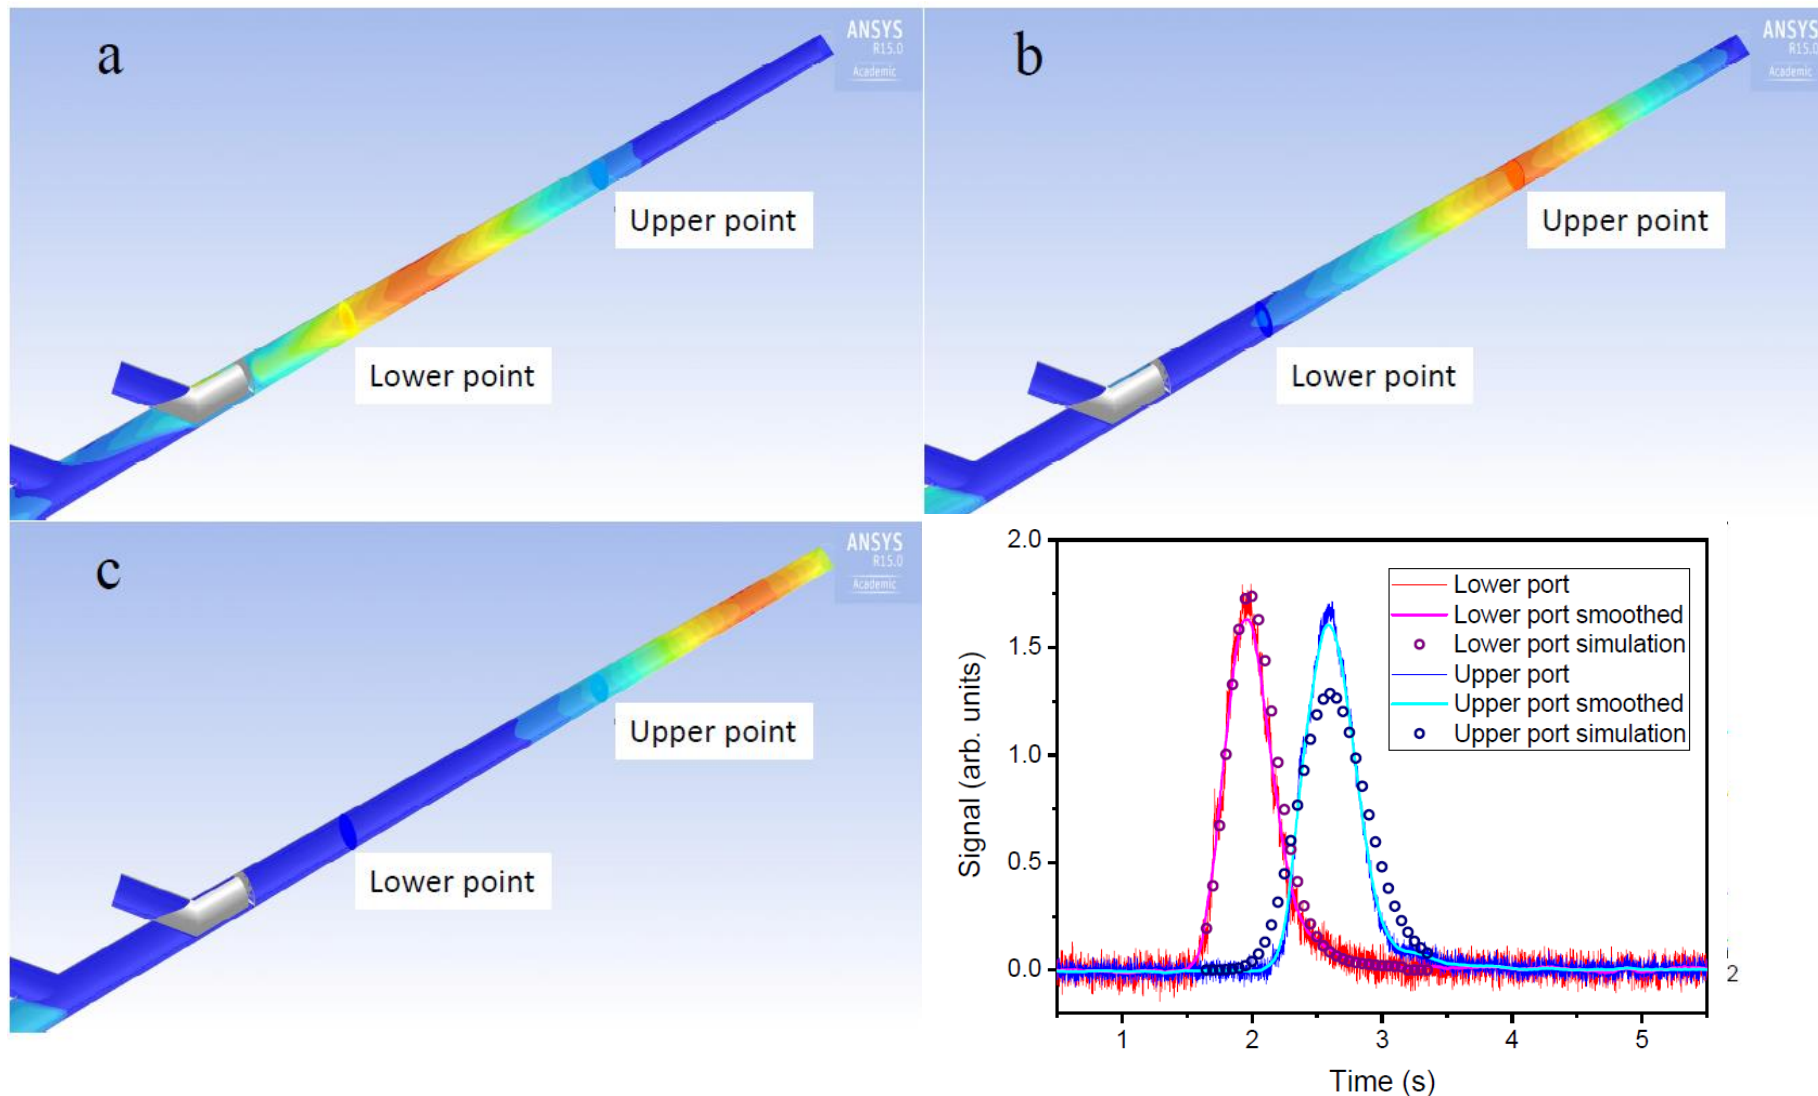 a
ANSYS
R15.0
Academic
Upper point
Lower point
b
ANSYS
R15.0
Academic
Upper point
Lower point
c
ANSYS
R15.0
Academic
Upper point
Lower point
2.0
1.5
1.0
0.5
0.0
Signal (arb. units)
Lower port
Lower port smoothed
Lower port simulation
Upper port
Upper port smoothed
Upper port simulation
2
1 2 3 4 5
Time (s)